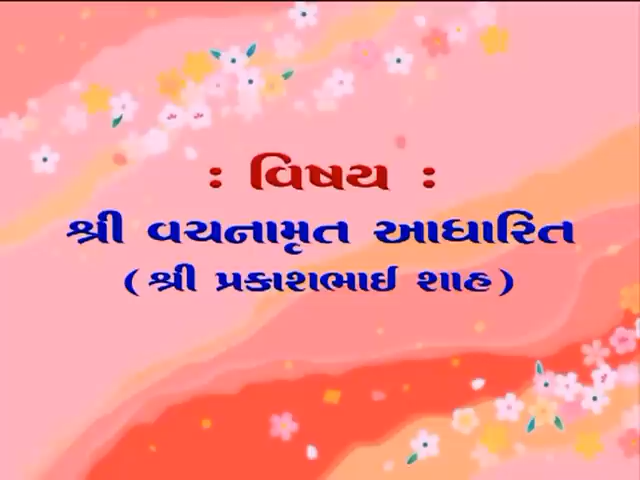 : વિષય :
શ્રી વચનામૃત આધારિત
( શ્રી પ્રકાશભાઇ શાહ )